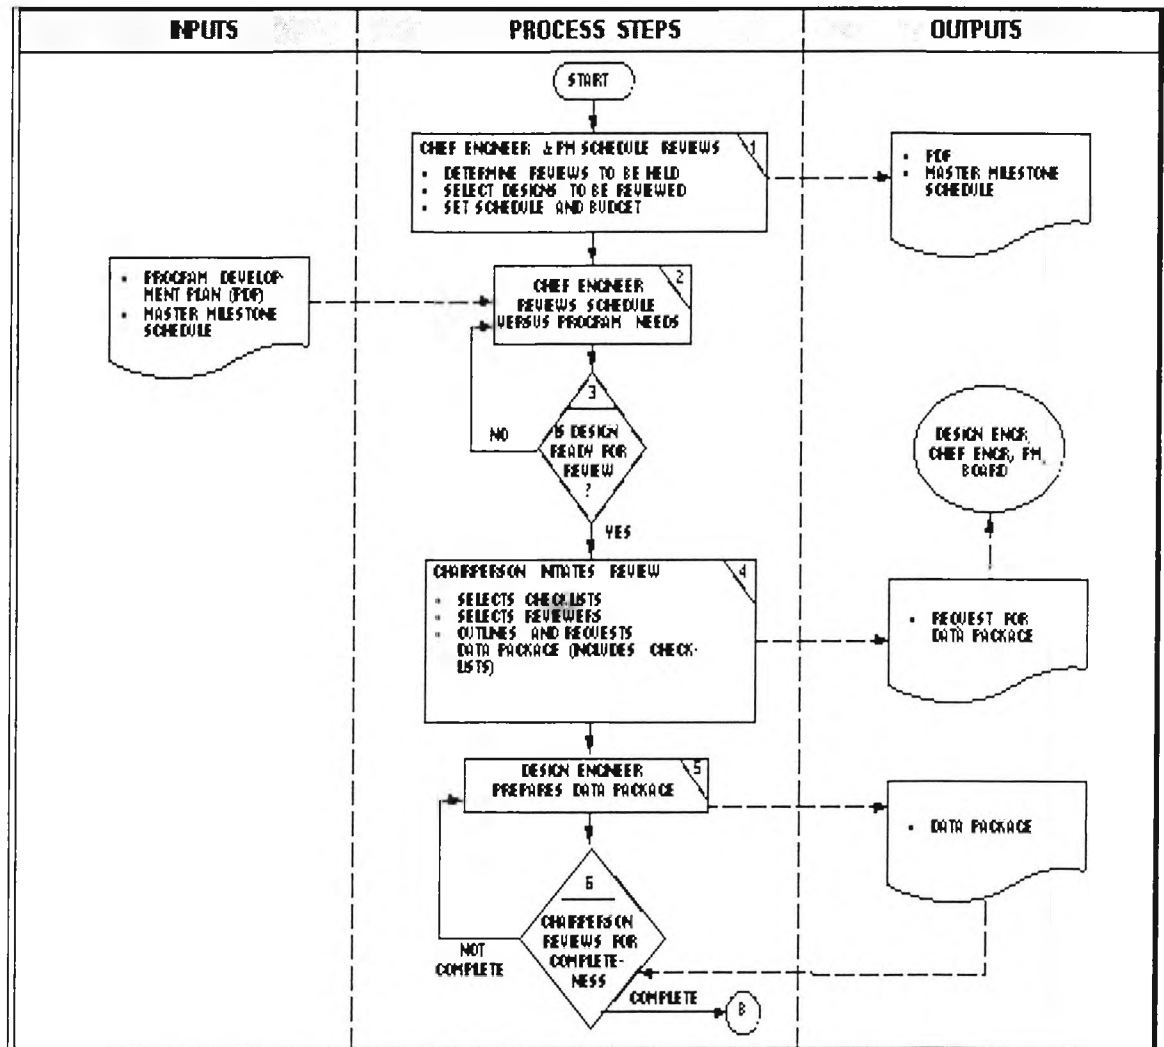 INPUTS
PROCESS STEPS
OUTPUTS
START
CHIEF ENGINEER & PM SCHEDULE REVIEWS
1
• DETERMINE REVIEWS TO BE HELD
• SELECT DESIGNS TO BE REVIEWED
• SET SCHEDULE AND BUDGET
• PDP
• MASTER MILESTONE
SCHEDULE
• PROGRAM DEVELOP-
MENT PLAN (PDP)
• MASTER MILESTONE
SCHEDULE
2
CHIEF ENGINEER
REVIEWS SCHEDULE
VERSUS PROGRAM NEEDS
3
IS DESIGN
READY FOR
REVIEW
?
NO
YES
DESIGN ENGR,
CHIEF ENGR, PM,
BOARD
CHAIRPERSON INITIATES REVIEW
4
• SELECTS CHECKLISTS
• SELECTS REVIEWERS
• OUTLINES AND REQUESTS
DATA PACKAGE (INCLUDES CHECK-
LISTS)
• REQUEST FOR
DATA PACKAGE
DESIGN ENGINEER
PREPARES DATA PACKAGE
5
• DATA PACKAGE
6
CHAIRPERSON
REVIEWS FOR
COMPLETE-
NESS
NOT
COMPLETE
COMPLETE
B